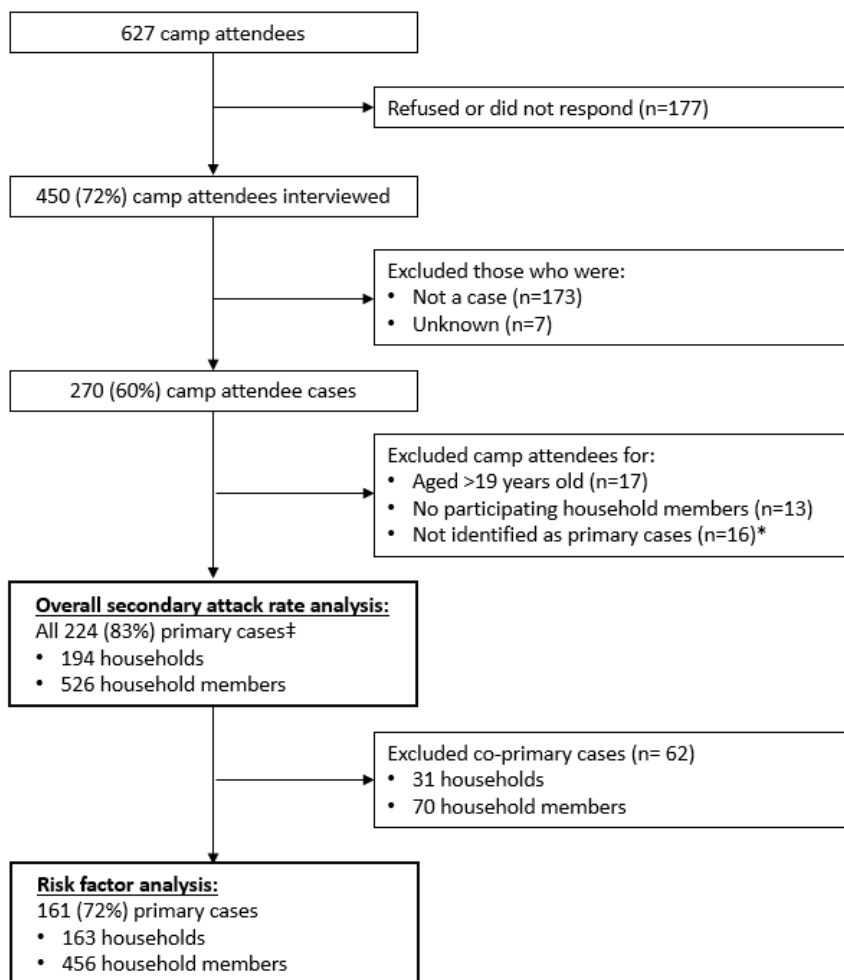 627 camp attendees
Refused or did not respond (n=177)
450 (72%) camp attendees interviewed
Excluded those who were:
• Not a case (n=173)
• Unknown (n=7)
270 (60%) camp attendee cases
Excluded camp attendees for:
• Aged >19 years old (n=17)
• No participating household members (n=13)
• Not identified as primary cases (n=16)*
Overall secondary attack rate analysis:
All 224 (83%) primary cases‡
• 194 households
• 526 household members
Excluded co-primary cases (n= 62)
• 31 households
• 70 household members
Risk factor analysis:
161 (72%) primary cases
• 163 households
• 456 household members